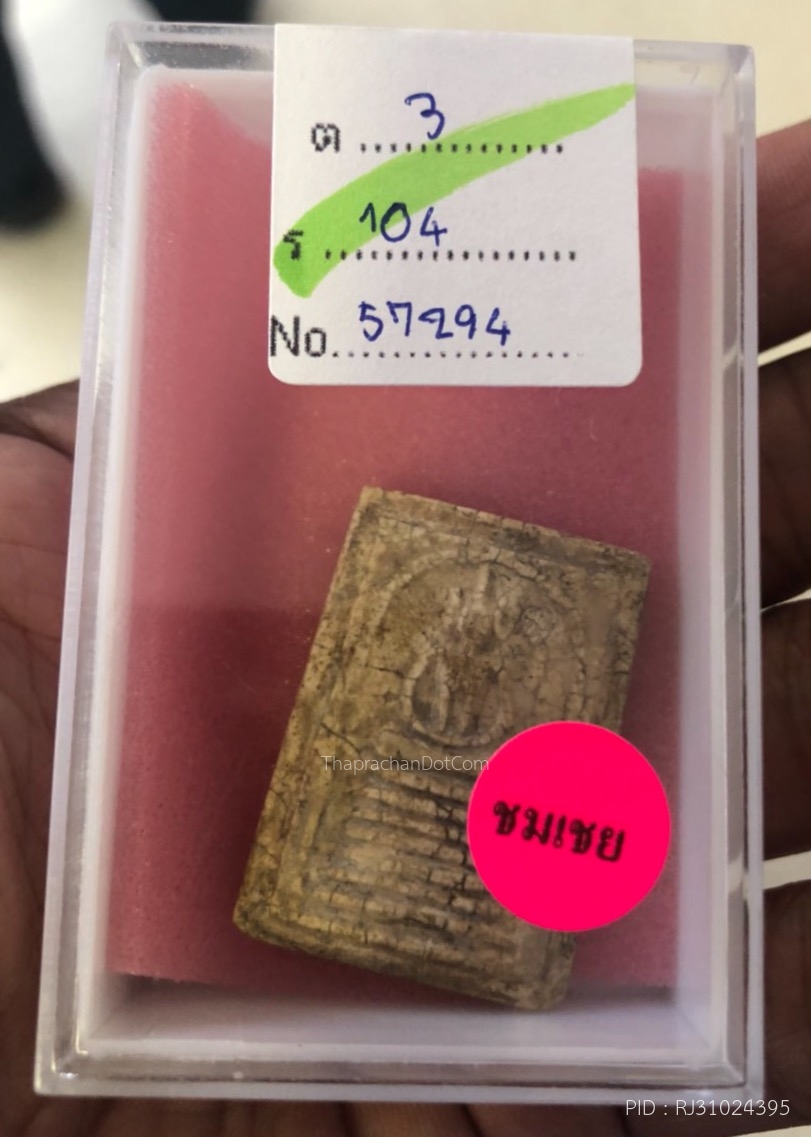 ต ............... 3
ร ............... 104
No ............... 57294
ThaprachanDotCom
ชมเชย
PID : RJ31024395